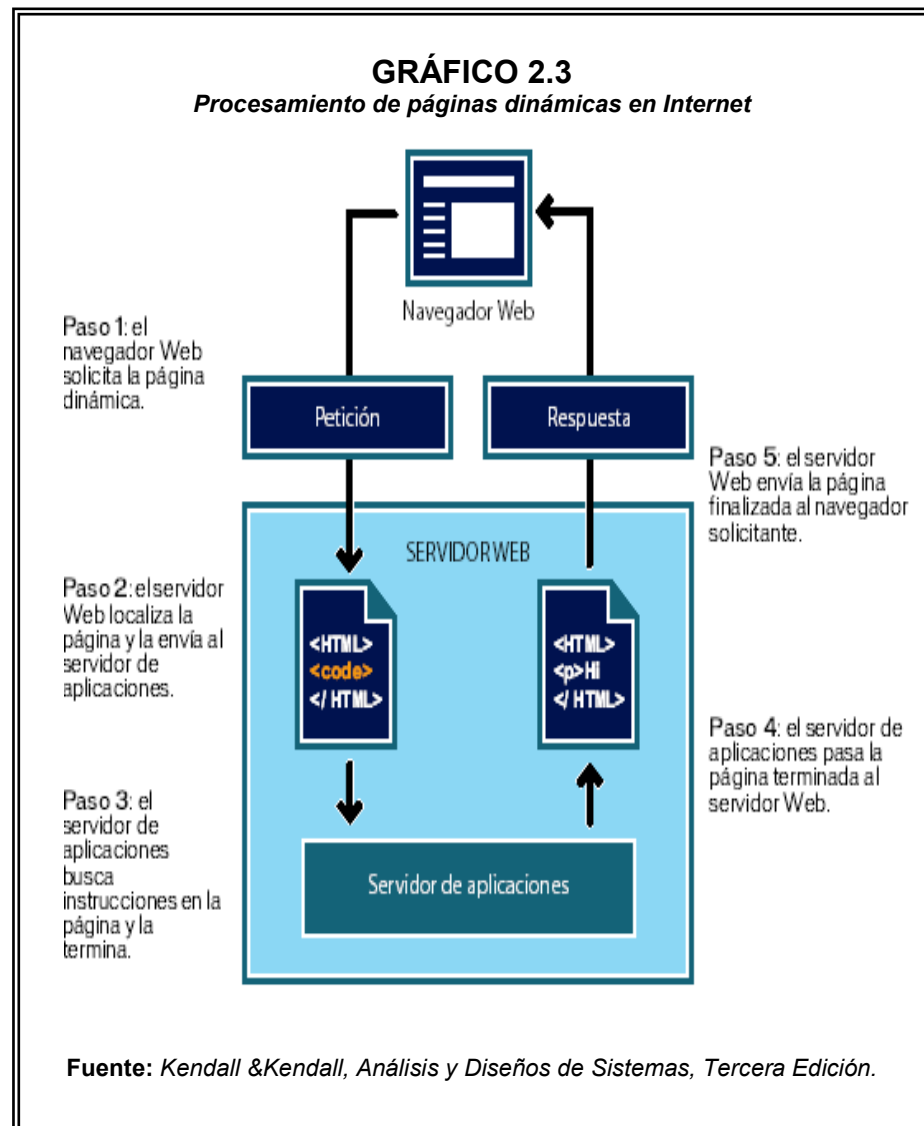 GRÁFICO 2.3
Procesamiento de páginas dinámicas en Internet
Navegador Web
Paso 1: el
navegador Web
solicita la página
dinámica.
Petición
Respuesta
Paso 5: el servidor
Web envía la página
finalizada al navegador
solicitante.
SERVIDOR WEB
Paso 2: el servidor
Web localiza la
página y la envía al
servidor de
aplicaciones.
<HTML>
<code>
</ HTML>
<HTML>
<p>Hi
</ HTML>
Paso 4: el servidor de
aplicaciones pasa la
página terminada al
servidor Web.
Paso 3: el
servidor de
aplicaciones
busca
instrucciones en la
página y la
termina.
Servidor de aplicaciones
Fuente: Kendall &Kendall, Análisis y Diseños de Sistemas, Tercera Edición.